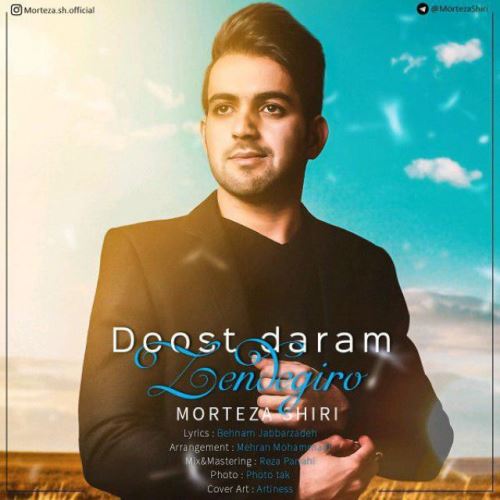 Morteza.sh.official
@MortezaShiri
Doost daram
Zendegiro
MORTEZA SHIRI
Lyrics : Behnam Jabbarzadeh
Arrangement : Mehran Mohammadi
Mix&Mastering : Reza Panahi
Photo : Photo tak
Cover Art : Artiness